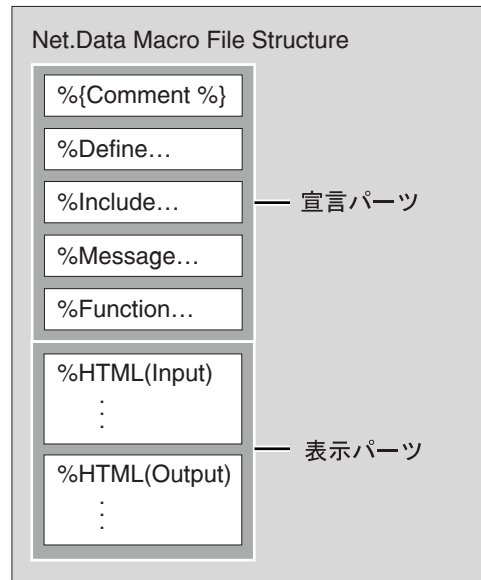 Net.Data Macro File Structure
%{Comment %}
%Define…
%Include…
宣言パーツ
%Message…
%Function…
%HTML(Input)
⋮
表示パーツ
%HTML(Output)
⋮